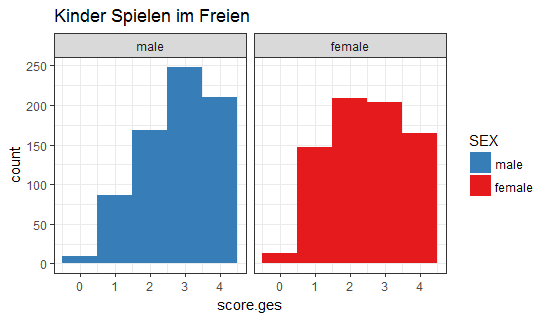 Kinder Spielen im Freien
male female
250
200
150
100
50
0
count
0 1 2 3 4 0 1 2 3 4
score.ges
SEX
male
female